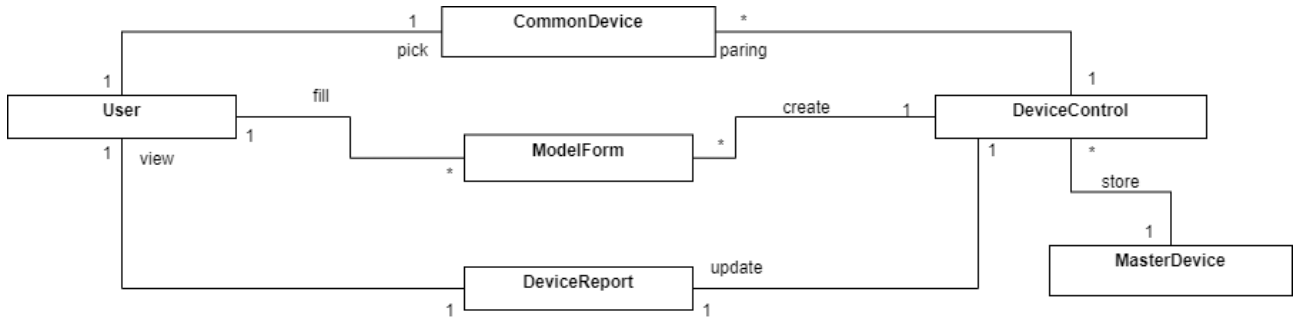 1
CommonDevice
*
pick
paring
1
1
User
fill
create
1
DeviceControl
1
ModelForm
*
1
view
*
1
*
store
1
MasterDevice
update
DeviceReport
1
1